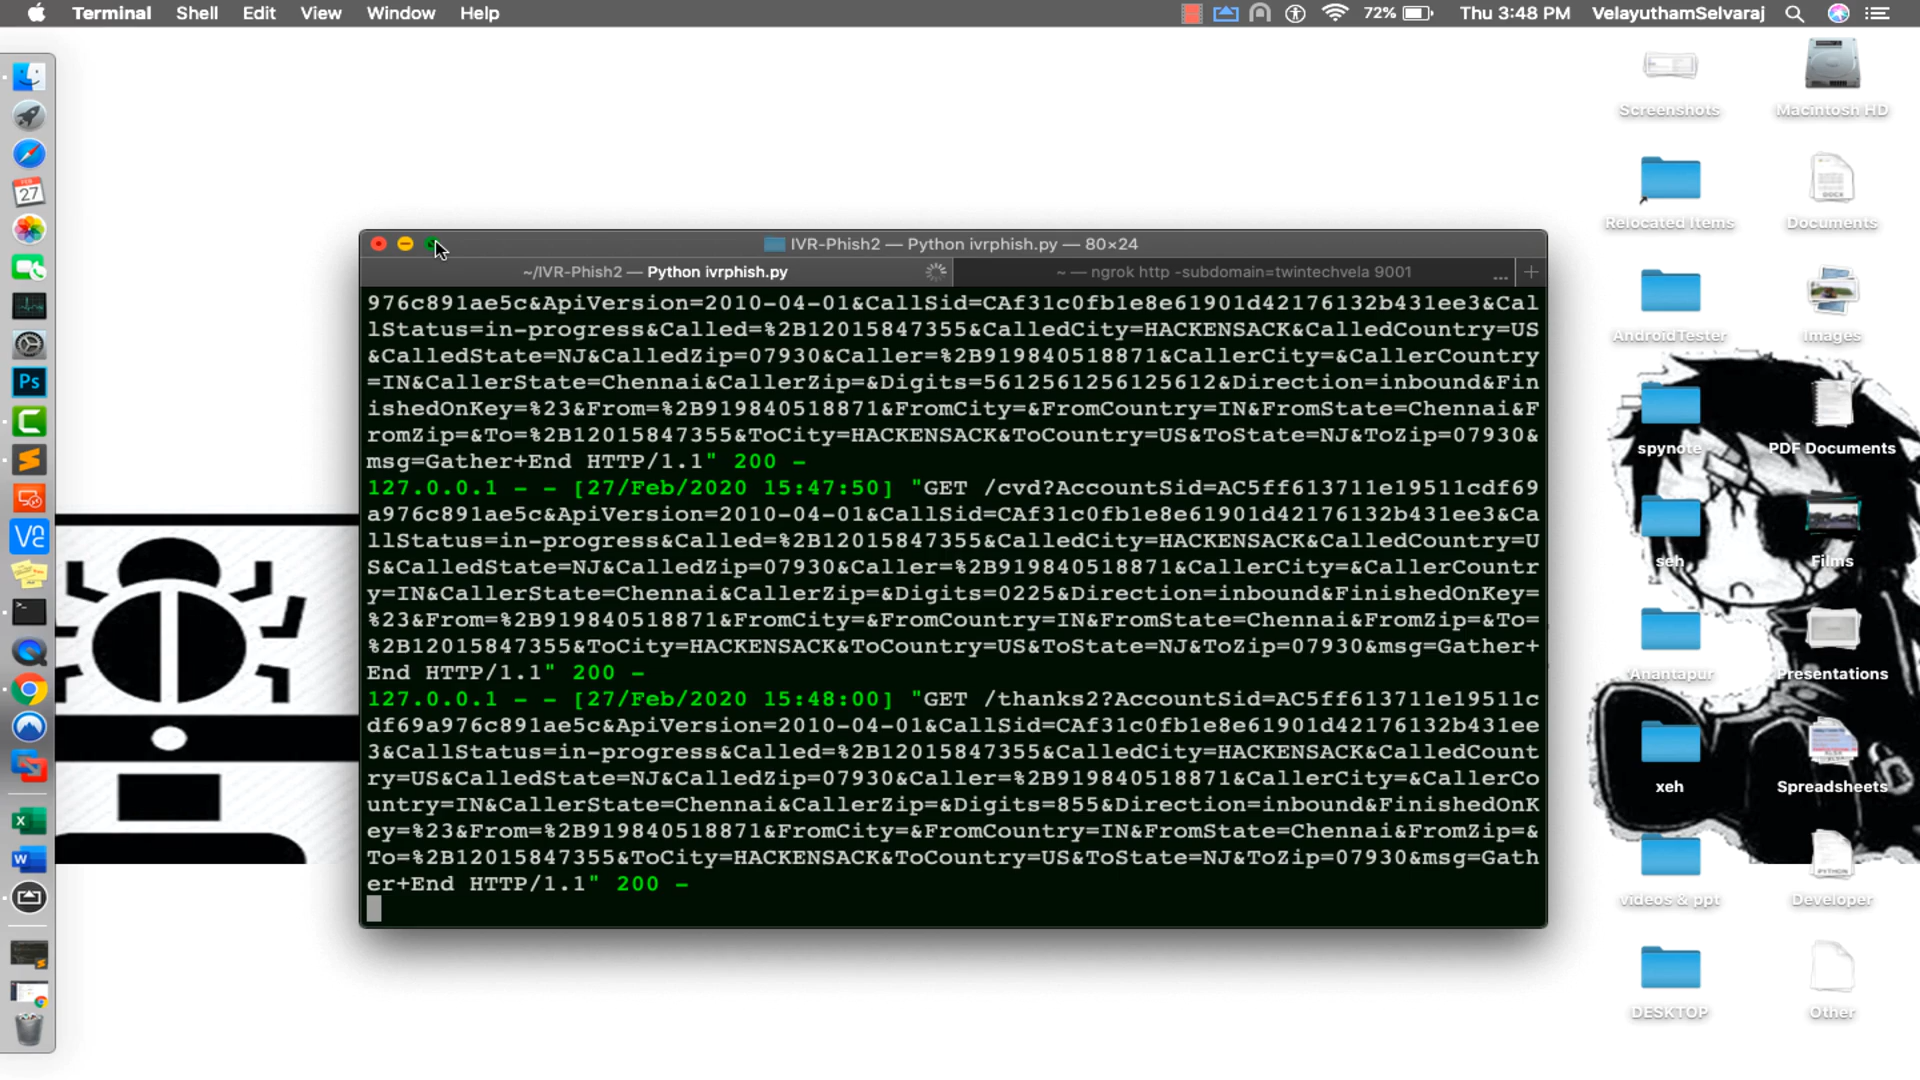 Terminal Shell Edit View Window Help 72% Thu 3:48 PM VelayuthamSelvaraj
Screenshots Macintosh HD
Relocated Items Documents
AndroidTester Images
spynote PDF Documents
seh Films
Anantapur Presentations
xeh Spreadsheets
videos & ppt Developer
DESKTOP Other
FEB
27
Ps
IVR-Phish2 — Python ivrphish.py — 80×24
~/IVR-Phish2 — Python ivrphish.py ~ — ngrok http -subdomain=twintechvela 9001 ... +
976c891ae5c&ApiVersion=2010-04-01&CallSid=CAf31c0fb1e8e61901d42176132b431ee3&Cal
lStatus=in-progress&Called=%2B12015847355&CalledCity=HACKENSACK&CalledCountry=US
&CalledState=NJ&CalledZip=07930&Caller=%2B919840518871&CallerCity=&CallerCountry
=IN&CallerState=Chennai&CallerZip=&Digits=5612561256125612&Direction=inbound&Fin
ishedOnKey=%23&From=%2B919840518871&FromCity=&FromCountry=IN&FromState=Chennai&F
romZip=&To=%2B12015847355&ToCity=HACKENSACK&ToCountry=US&ToState=NJ&ToZip=07930&
msg=Gather+End HTTP/1.1" 200 -
127.0.0.1 - - [27/Feb/2020 15:47:50] "GET /cvd?AccountSid=AC5ff613711e19511cdf69
a976c891ae5c&ApiVersion=2010-04-01&CallSid=CAf31c0fb1e8e61901d42176132b431ee3&Ca
llStatus=in-progress&Called=%2B12015847355&CalledCity=HACKENSACK&CalledCountry=U
S&CalledState=NJ&CalledZip=07930&Caller=%2B919840518871&CallerCity=&CallerCountr
y=IN&CallerState=Chennai&CallerZip=&Digits=0225&Direction=inbound&FinishedOnKey=
%23&From=%2B919840518871&FromCity=&FromCountry=IN&FromState=Chennai&FromZip=&To=
%2B12015847355&ToCity=HACKENSACK&ToCountry=US&ToState=NJ&ToZip=07930&msg=Gather+
End HTTP/1.1" 200 -
127.0.0.1 - - [27/Feb/2020 15:48:00] "GET /thanks2?AccountSid=AC5ff613711e19511c
df69a976c891ae5c&ApiVersion=2010-04-01&CallSid=CAf31c0fb1e8e61901d42176132b431ee
3&CallStatus=in-progress&Called=%2B12015847355&CalledCity=HACKENSACK&CalledCount
ry=US&CalledState=NJ&CalledZip=07930&Caller=%2B919840518871&CallerCity=&CallerCo
untry=IN&CallerState=Chennai&CallerZip=&Digits=855&Direction=inbound&FinishedOnK
ey=%23&From=%2B919840518871&FromCity=&FromCountry=IN&FromState=Chennai&FromZip=&
To=%2B12015847355&ToCity=HACKENSACK&ToCountry=US&ToState=NJ&ToZip=07930&msg=Gath
er+End HTTP/1.1" 200 -